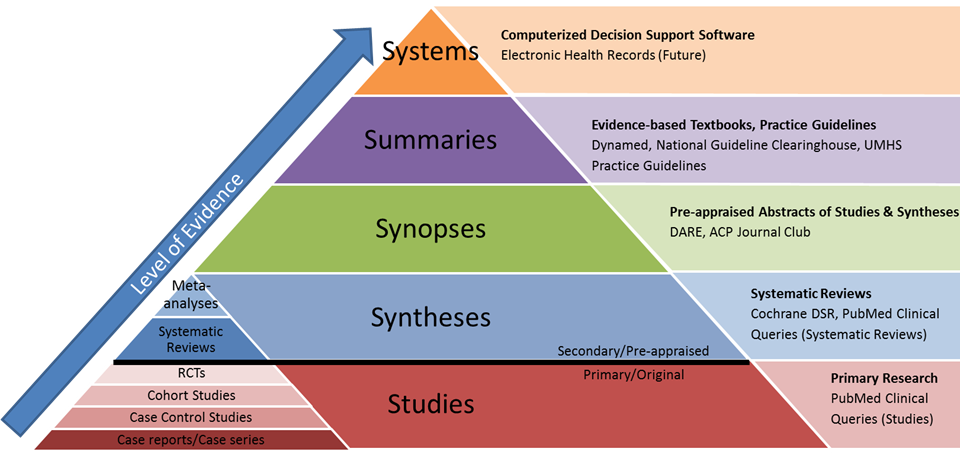 Systems
Computerized Decision Support Software
Electronic Health Records (Future)
Summaries
Evidence-based Textbooks, Practice Guidelines
Dynamed, National Guideline Clearinghouse, UMHS
Practice Guidelines
Level of Evidence
Synopses
Pre-appraised Abstracts of Studies & Syntheses
DARE, ACP Journal Club
Meta-
analyses
Systematic
Reviews
Syntheses
Secondary/Pre-appraised
Systematic Reviews
Cochrane DSR, PubMed Clinical
Queries (Systematic Reviews)
Primary/Original
RCTs
Cohort Studies
Case Control Studies
Case reports/Case series
Studies
Primary Research
PubMed Clinical
Queries (Studies)